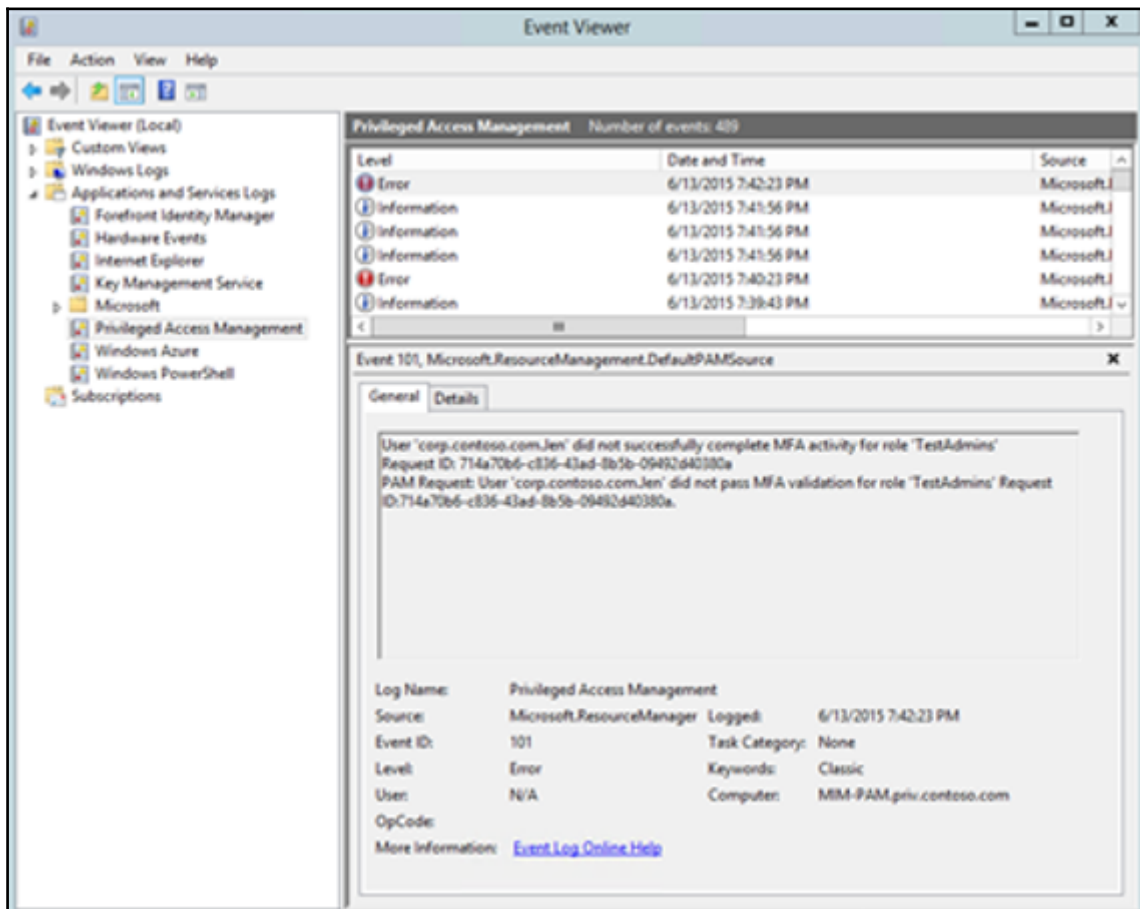 Event Viewer
File Action View Help
Event Viewer (Local)
Custom Views
Windows Logs
Applications and Services Logs
Forefront Identity Manager
Hardware Events
Internet Explorer
Key Management Service
Microsoft
Privileged Access Management
Windows Azure
Windows PowerShell
Subscriptions
Privileged Access Management Number of events: 489
Level Date and Time Source
Error 6/13/2015 7:42:23 PM Microsoft.
Information 6/13/2015 7:41:56 PM Microsoft.
Information 6/13/2015 7:41:56 PM Microsoft.
Information 6/13/2015 7:41:56 PM Microsoft.
Error 6/13/2015 7:40:23 PM Microsoft.
Information 6/13/2015 7:39:43 PM Microsoft.
Event 101, Microsoft.ResourceManagement.DefaultPAMSource
General Details
User 'corp.contoso.com.Jen' did not successfully complete MFA activity for role 'TestAdmins'
Request ID: 714a70b6-c836-43ad-8b5b-09492d40380a
PAM Request: User 'corp.contoso.com.Jen' did not pass MFA validation for role 'TestAdmins' Request
ID:714a70b6-c836-43ad-8b5b-09492d40380a.
Log Name: Privileged Access Management
Source: Microsoft.ResourceManager Logged: 6/13/2015 7:42:23 PM
Event ID: 101 Task Category: None
Level: Error Keywords: Classic
User: N/A Computer: MIM-PAM.priv.contoso.com
OpCode:
More Information: Event Log Online Help